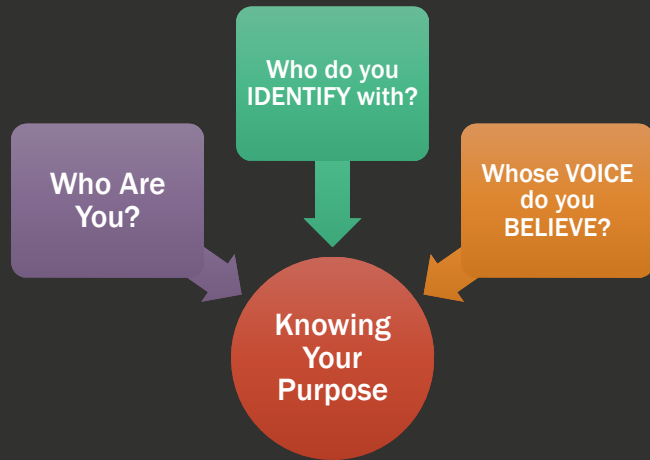 Who do you
IDENTIFY with?
Who Are
You?
Whose VOICE
do you
BELIEVE?
Knowing
Your
Purpose